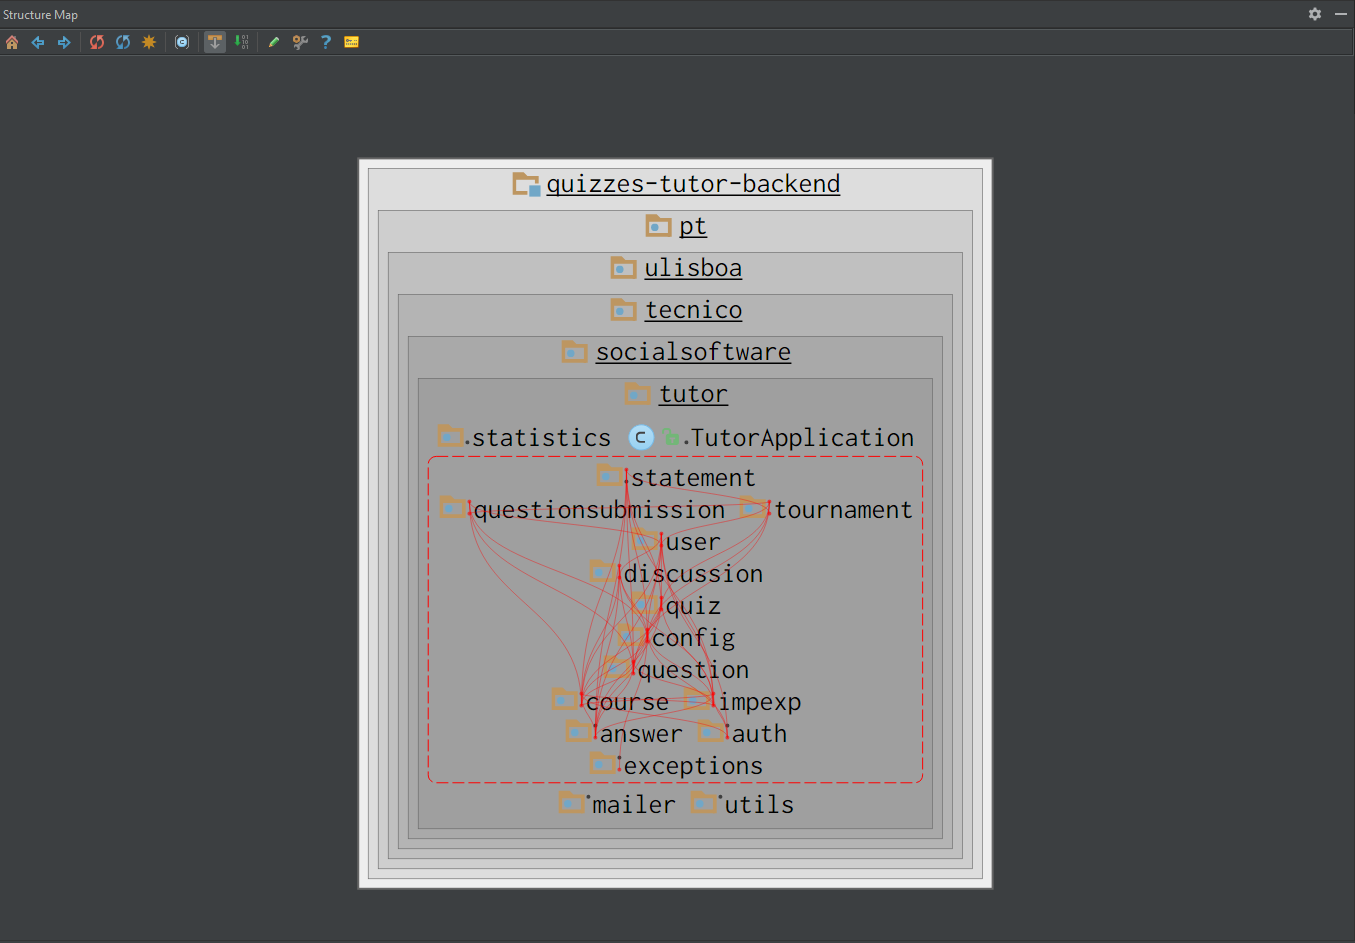 Structure Map
quizzes-tutor-backend
pt
ulisboa
tecnico
socialsoftware
tutor
.statistics .TutorApplication
statement
questionsubmission tournament
user
discussion
quiz
config
question
course impexp
answer auth
exceptions
mailer utils